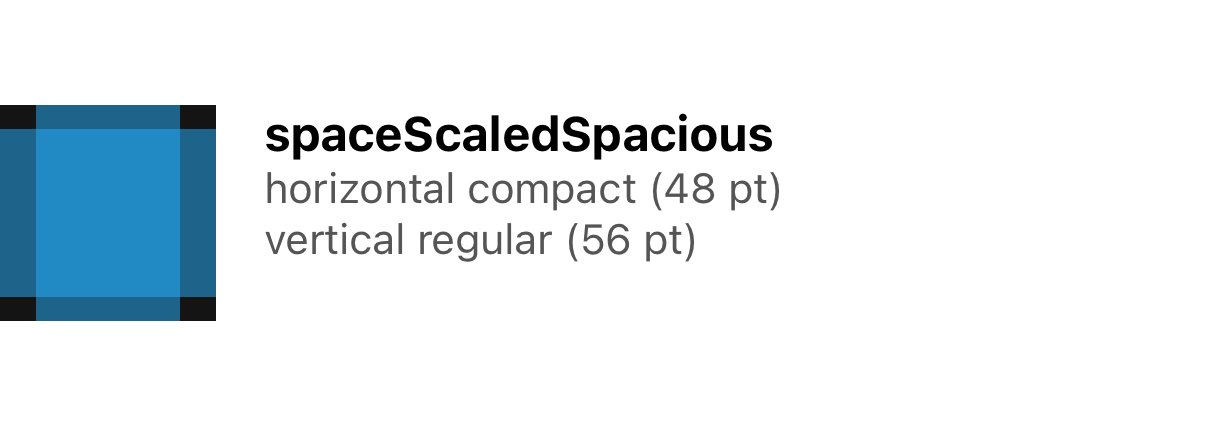 spaceScaledSpacious
horizontal compact (48 pt)
vertical regular (56 pt)